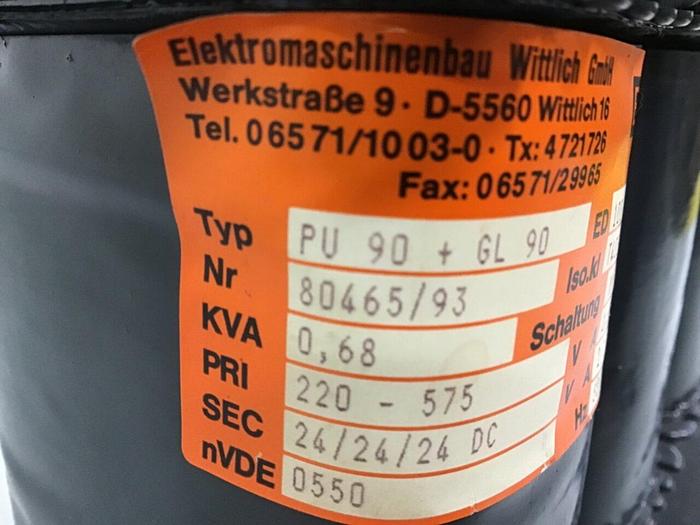 Elektromaschinenbau Wittlich GmbH
Werkstraße 9 · D-5560 Wittlich 16
Tel. 06571/1003-0 · Tx: 4721726
Fax: 06571/29965
Typ PU 90 + GL 90 ED
Nr 80465/93 Iso.kl
KVA 0,68 Schaltung
PRI 220 - 575 V A
SEC 24/24/24 DC V A
nVDE 0550 Hz